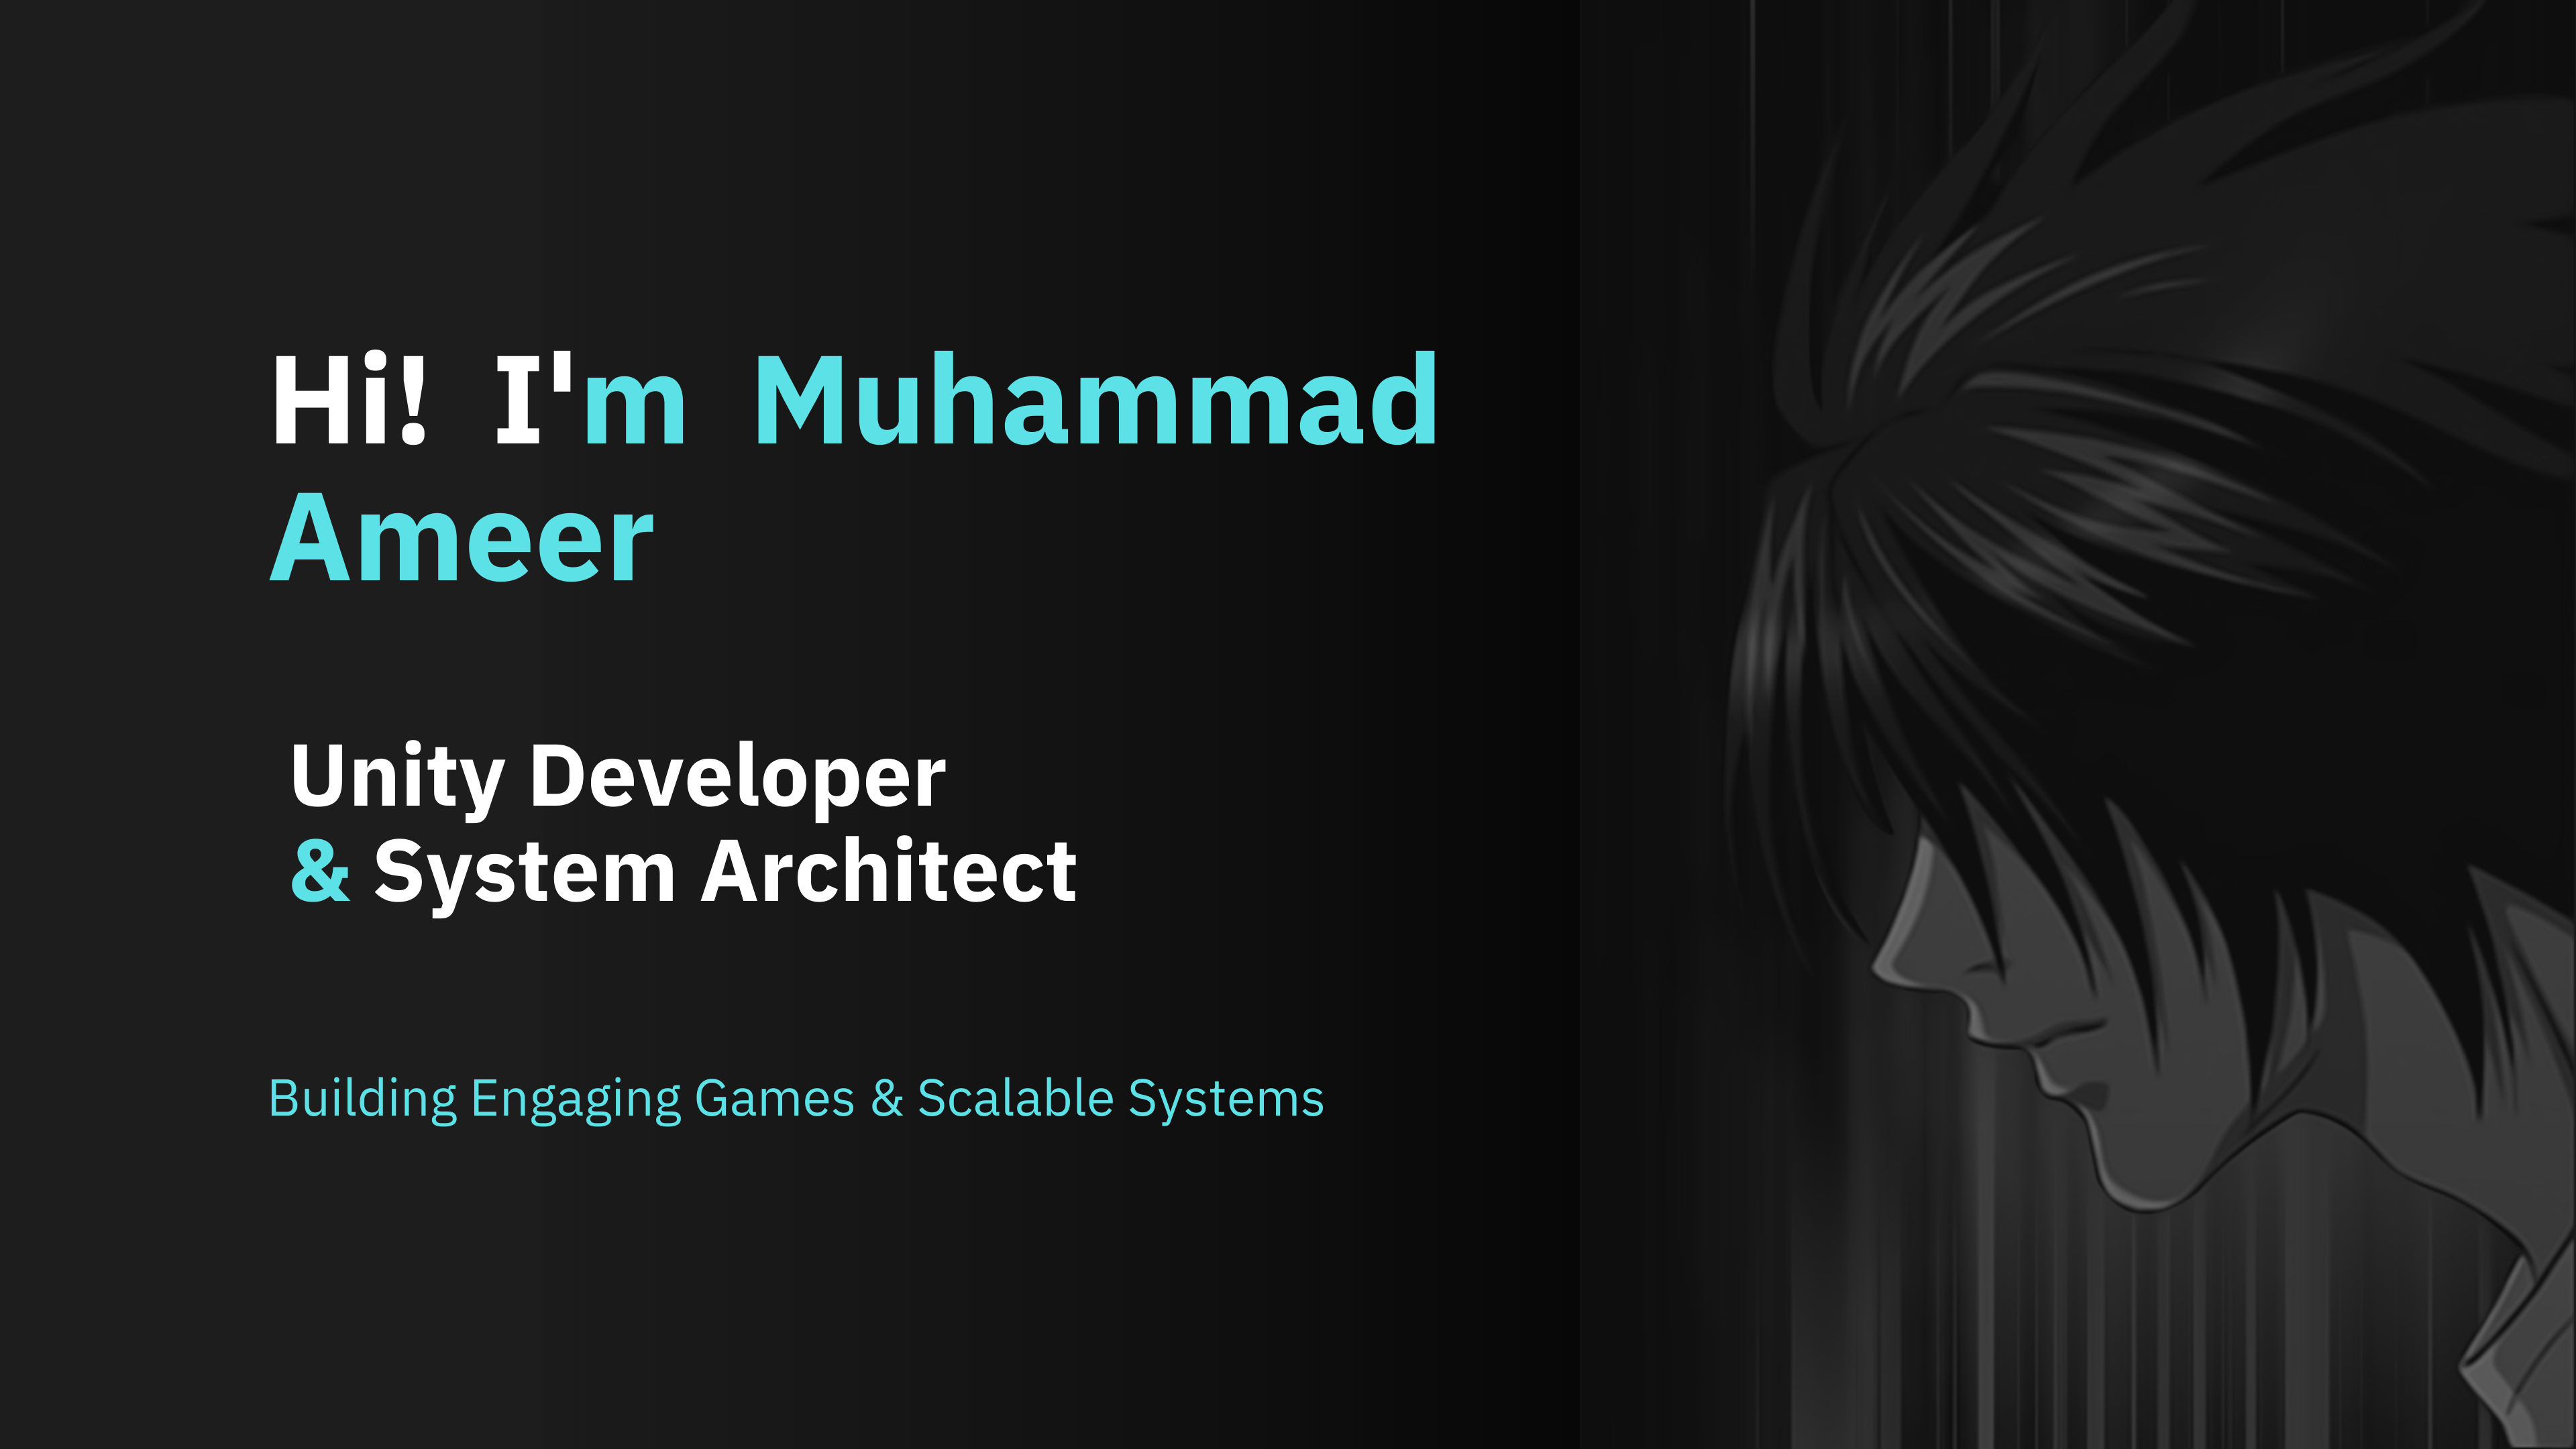 Hi! I'm Muhammad
Ameer
Unity Developer
& System Architect
Building Engaging Games & Scalable Systems